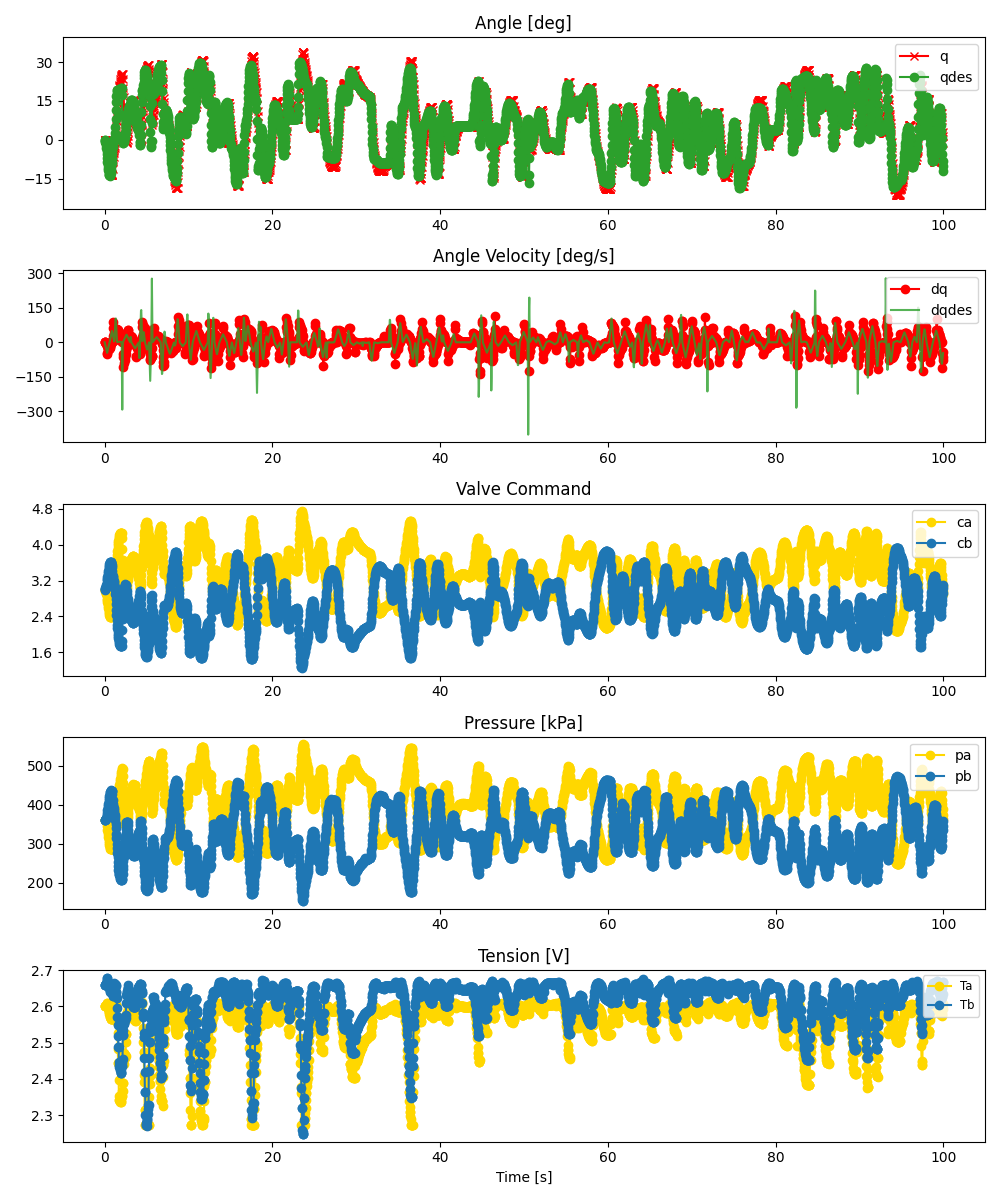 Angle [deg]
30
15
0
−15
q
qdes
0 20 40 60 80 100
Angle Velocity [deg/s]
300
150
0
−150
−300
dq
dqdes
0 20 40 60 80 100
Valve Command
4.8
4.0
3.2
2.4
1.6
ca
cb
0 20 40 60 80 100
Pressure [kPa]
500
400
300
200
pa
pb
0 20 40 60 80 100
Tension [V]
2.7
2.6
2.5
2.4
2.3
Ta
Tb
0 20 40 60 80 100
Time [s]